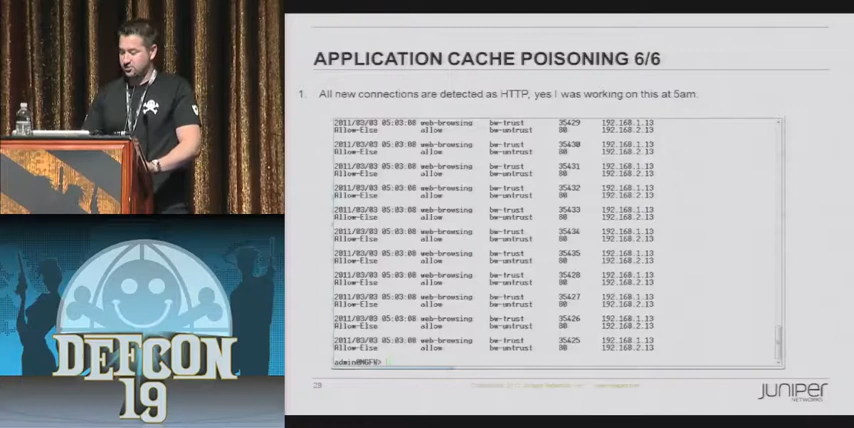 APPLICATION CACHE POISONING 6/6
1. All new connections are detected as HTTP, yes I was working on this at 5am.
2011/03/03 05:03:08 web-browsing bw-trust 35429 192.168.1.13
Allow-Else allow bw-untrust 80 192.168.2.13
2011/03/03 05:03:08 web-browsing bw-trust 35430 192.168.1.13
Allow-Else allow bw-untrust 80 192.168.2.13
2011/03/03 05:03:08 web-browsing bw-trust 35431 192.168.1.13
Allow-Else allow bw-untrust 80 192.168.2.13
2011/03/03 05:03:08 web-browsing bw-trust 35432 192.168.1.13
Allow-Else allow bw-untrust 80 192.168.2.13
2011/03/03 05:03:08 web-browsing bw-trust 35433 192.168.1.13
Allow-Else allow bw-untrust 80 192.168.2.13
2011/03/03 05:03:08 web-browsing bw-trust 35434 192.168.1.13
Allow-Else allow bw-untrust 80 192.168.2.13
2011/03/03 05:03:08 web-browsing bw-trust 35435 192.168.1.13
Allow-Else allow bw-untrust 80 192.168.2.13
2011/03/03 05:03:08 web-browsing bw-trust 35428 192.168.1.13
Allow-Else allow bw-untrust 80 192.168.2.13
2011/03/03 05:03:08 web-browsing bw-trust 35427 192.168.1.13
Allow-Else allow bw-untrust 80 192.168.2.13
2011/03/03 05:03:08 web-browsing bw-trust 35426 192.168.1.13
Allow-Else allow bw-untrust 80 192.168.2.13
2011/03/03 05:03:08 web-browsing bw-trust 35425 192.168.1.13
Allow-Else allow bw-untrust 80 192.168.2.13
admin@NGFW>
29
JUNIPER
NETWORKS
DEFCON
19